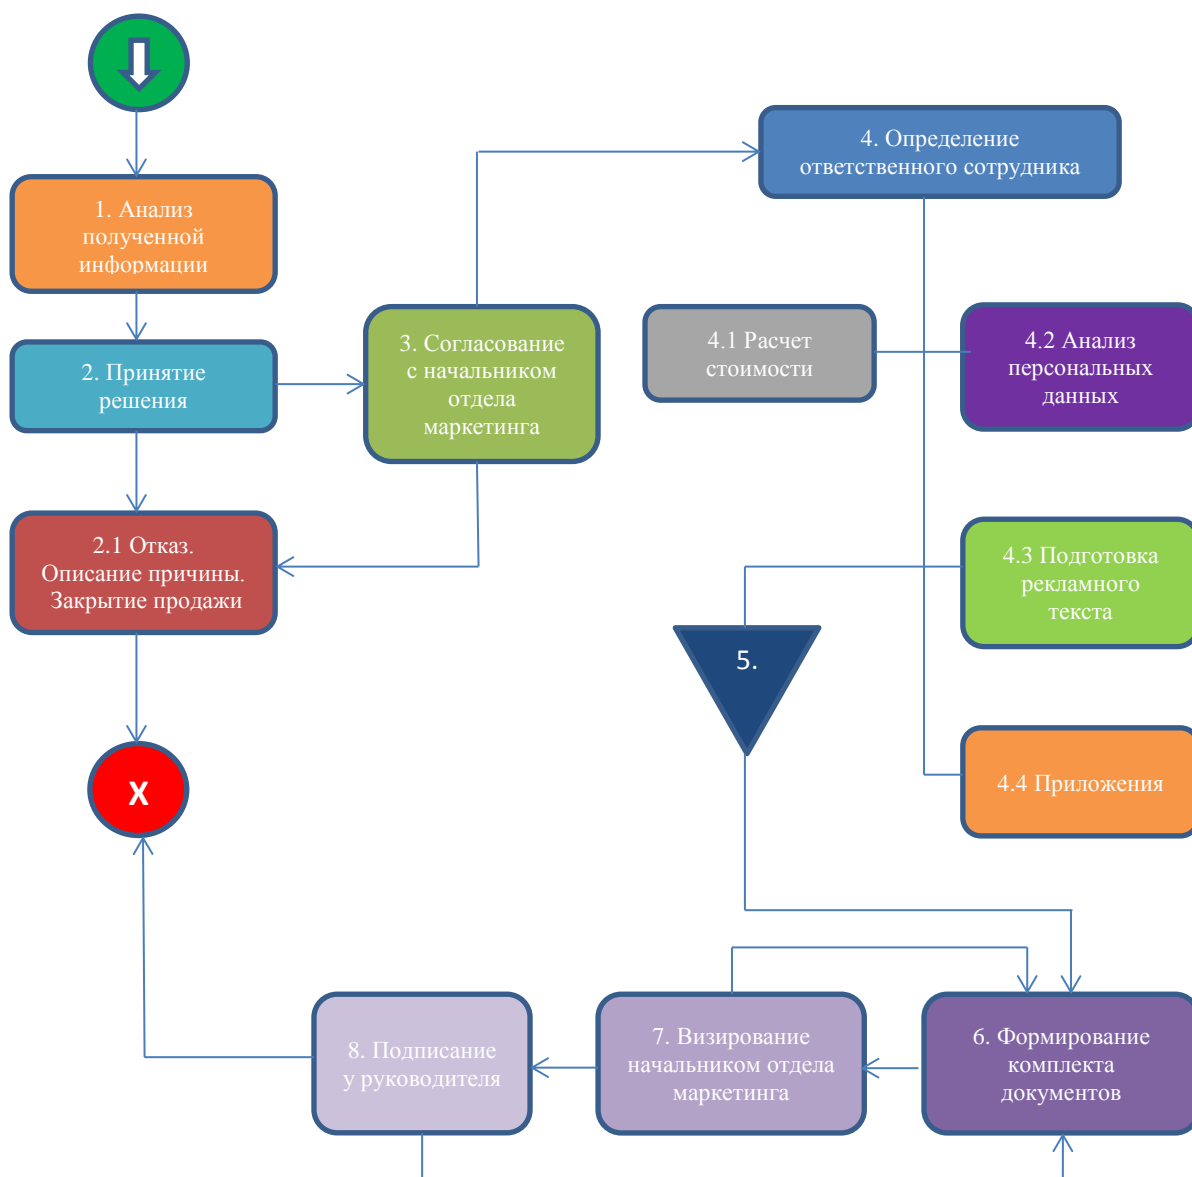 1. Анализ
полученной
информации
2. Принятие
решения
2.1 Отказ.
Описание причины.
Закрытие продажи
X
3. Согласование
с начальником
отдела
маркетинга
4. Определение
ответственного сотрудника
4.1 Расчет
стоимости
4.2 Анализ
персональных
данных
4.3 Подготовка
рекламного
текста
4.4 Приложения
5.
6. Формирование
комплекта
документов
7. Визирование
начальником отдела
маркетинга
8. Подписание
у руководителя